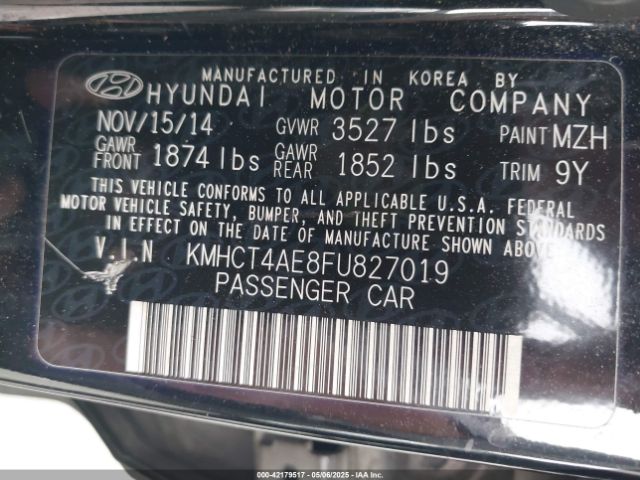 MANUFACTURED IN KOREA BY
HYUNDAI MOTOR COMPANY
NOV/15/14 GVWR 3527 lbs PAINT MZH
GAWR FRONT 1874 lbs GAWR REAR 1852 lbs TRIM 9Y
THIS VEHICLE CONFORMS TO ALL APPLICABLE U.S.A. FEDERAL
MOTOR VEHICLE SAFETY, BUMPER, AND THEFT PREVENTION STANDARDS
IN EFFECT ON THE DATE OF MANUFACTURE SHOWN ABOVE.
V.I.N KMHCT4AE8FU827019
PASSENGER CAR
000-42179517 - 05/06/2025 - IAAI.COM